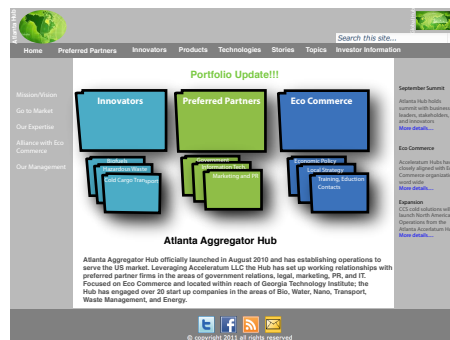 Atlanta Hub
Search this site...
Home Preferred Partners Innovators Products Technologies Stories Topics Investor Information
Portfolio Update!!!
Mission/Vision
Go to Market
Our Expertise
Alliance with Eco
Commerce
Our Management
Innovators
Biofuels
Hazardous Waste
Cold Cargo Transport
Preferred Partners
Government
Information Tech
Marketing and PR
Eco Commerce
Economic Policy
Local Strategy
Training, Eduction
Contacts
September Summit
Atlanta Hub holds
summit with business
leaders, stakeholders,
and innovators
More details....
Eco Commerce
Acceleratum Hubs ha
closely aligned with E
Commerce organizati
word wide
More details....
Expansion
CCS cold solutions wil
launch North America
Operations from the
Atlanta Accelatum Hu
More details....
Atlanta Aggregator Hub
Atlanta Aggregator Hub officially launched in August 2010 and has establishing operations to
serve the US market. Leveraging Acceleratum LLC the Hub has set up working relationships with
preferred partner firms in the areas of government relations, legal, marketing, PR, and IT.
Focused on Eco Commerce and located within reach of Georgia Technology Institute; the
Hub has engaged over 20 start up companies in the areas of Bio, Water, Nano, Transport,
Waste Management, and Energy.
© copyright 2011 all rights reserved